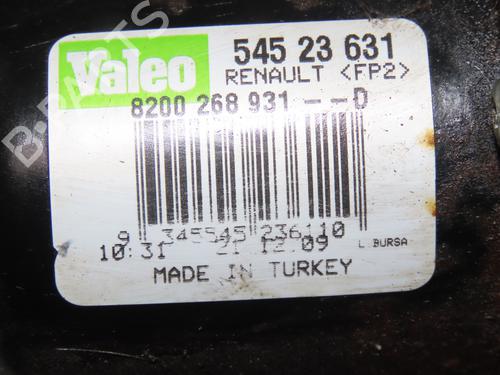 Valeo
545 23 631
RENAULT <FP2>
8200 268 931 -- D
9 345545 236110
10:31 21 12 09 L BURSA
MADE IN TURKEY
B-PARTS